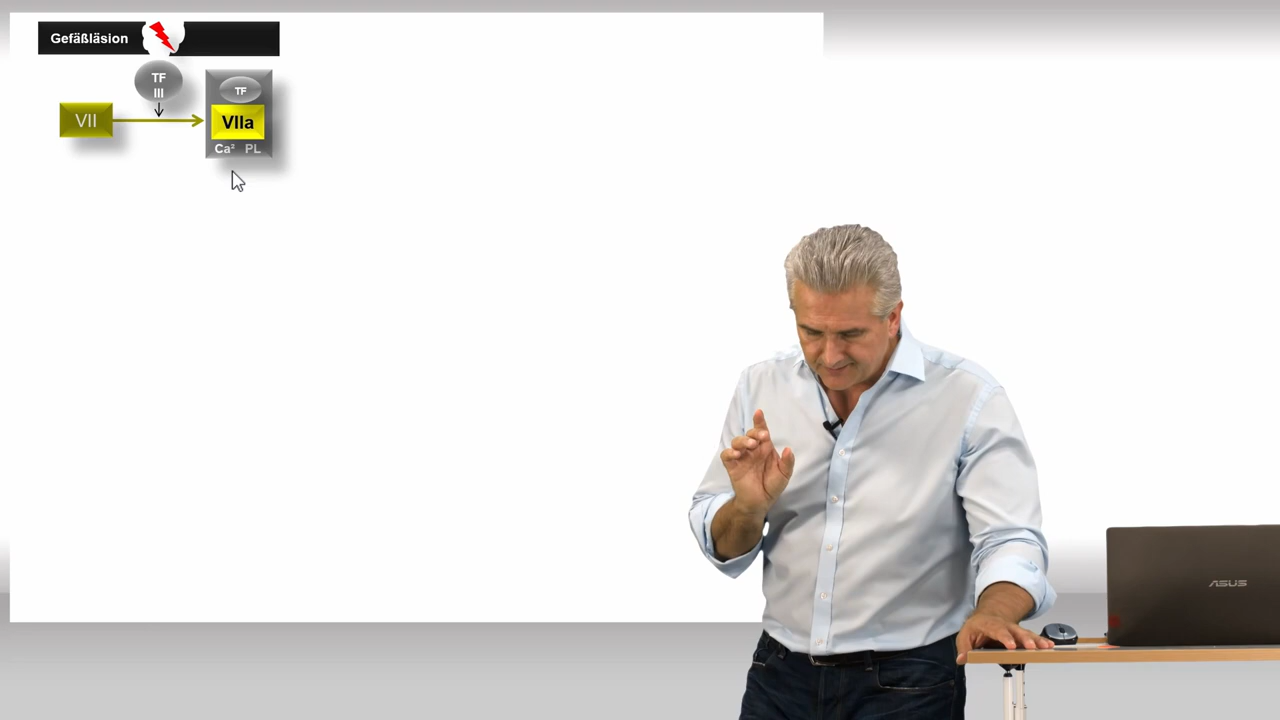 Gefäßläsion
TF
III
TF
VII
VIIa
Ca² PL
ASUS